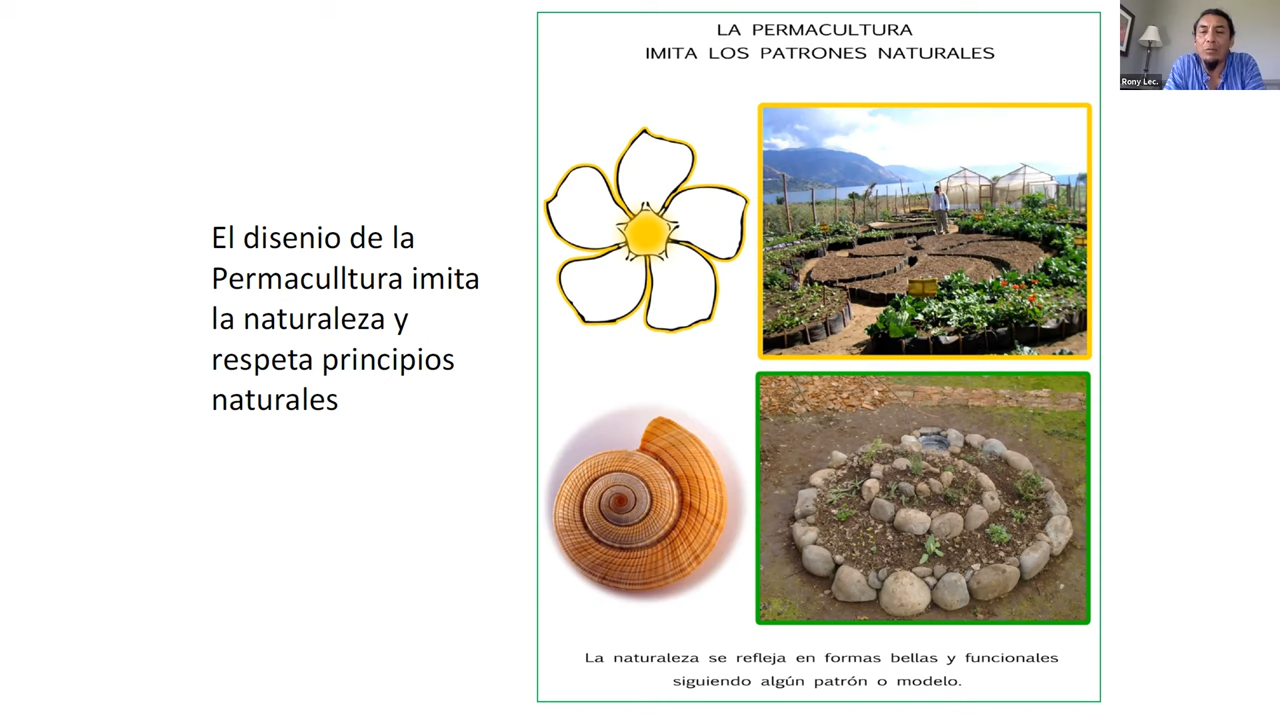 LA PERMACULTURA
IMITA LOS PATRONES NATURALES
Rony Lec.
El disenio de la
Permaculltura imita
la naturaleza y
respeta principios
naturales
La naturaleza se refleja en formas bellas y funcionales
siguiendo algún patrón o modelo.